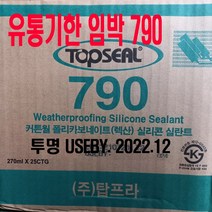 유통기한 임박 790
TOPSEAL
790
Weatherproofing Silicone Sealant
커튼월 폴리카보네이트(렉산) 실리콘 실란트
투명 USEBY. 2022.12
270ml X 25CTG
(주)탑프라